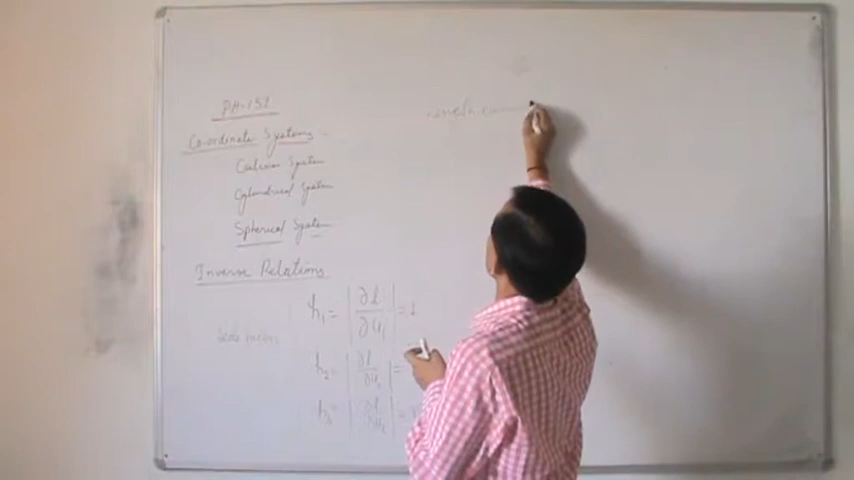 PH-151
Co-ordinate Systems
Cartesian System
Cylindrical System
Spherical System
Inverse Relations
h₁ = |∂l/∂u₁| = 1
h₂ = |∂l/∂u₂| =
h₃ = |∂l/∂u₃| =